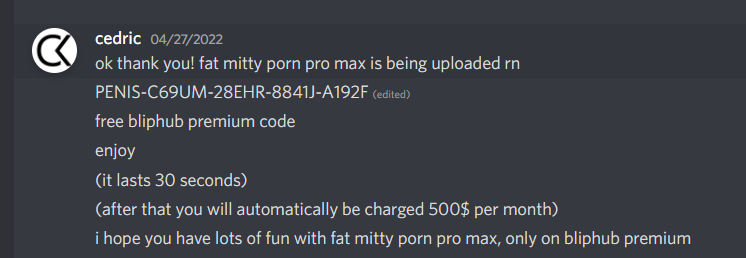 cedric 04/27/2022
ok thank you! fat mitty porn pro max is being uploaded rn
PENIS-C69UM-28EHR-8841J-A192F (edited)
free bliphub premium code
enjoy
(it lasts 30 seconds)
(after that you will automatically be charged 500$ per month)
i hope you have lots of fun with fat mitty porn pro max, only on bliphub premium